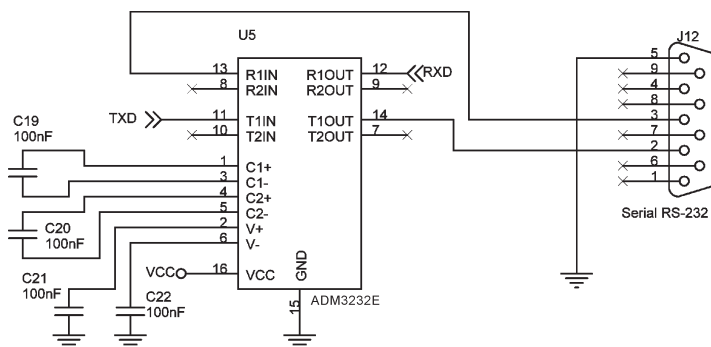 U5
J12
13 R1IN R1OUT 12 RXD
8 R2IN R2OUT 9
TXD 11 T1IN T1OUT 14
10 T2IN T2OUT 7
C19
100nF
1 C1+
3 C1-
4 C2+
C20
100nF
5 C2-
2 V+
6 V-
C21
100nF
VCC 16 VCC
GND
C22
100nF
15
ADM3232E
5
9
4
8
3
7
2
6
1
Serial RS-232